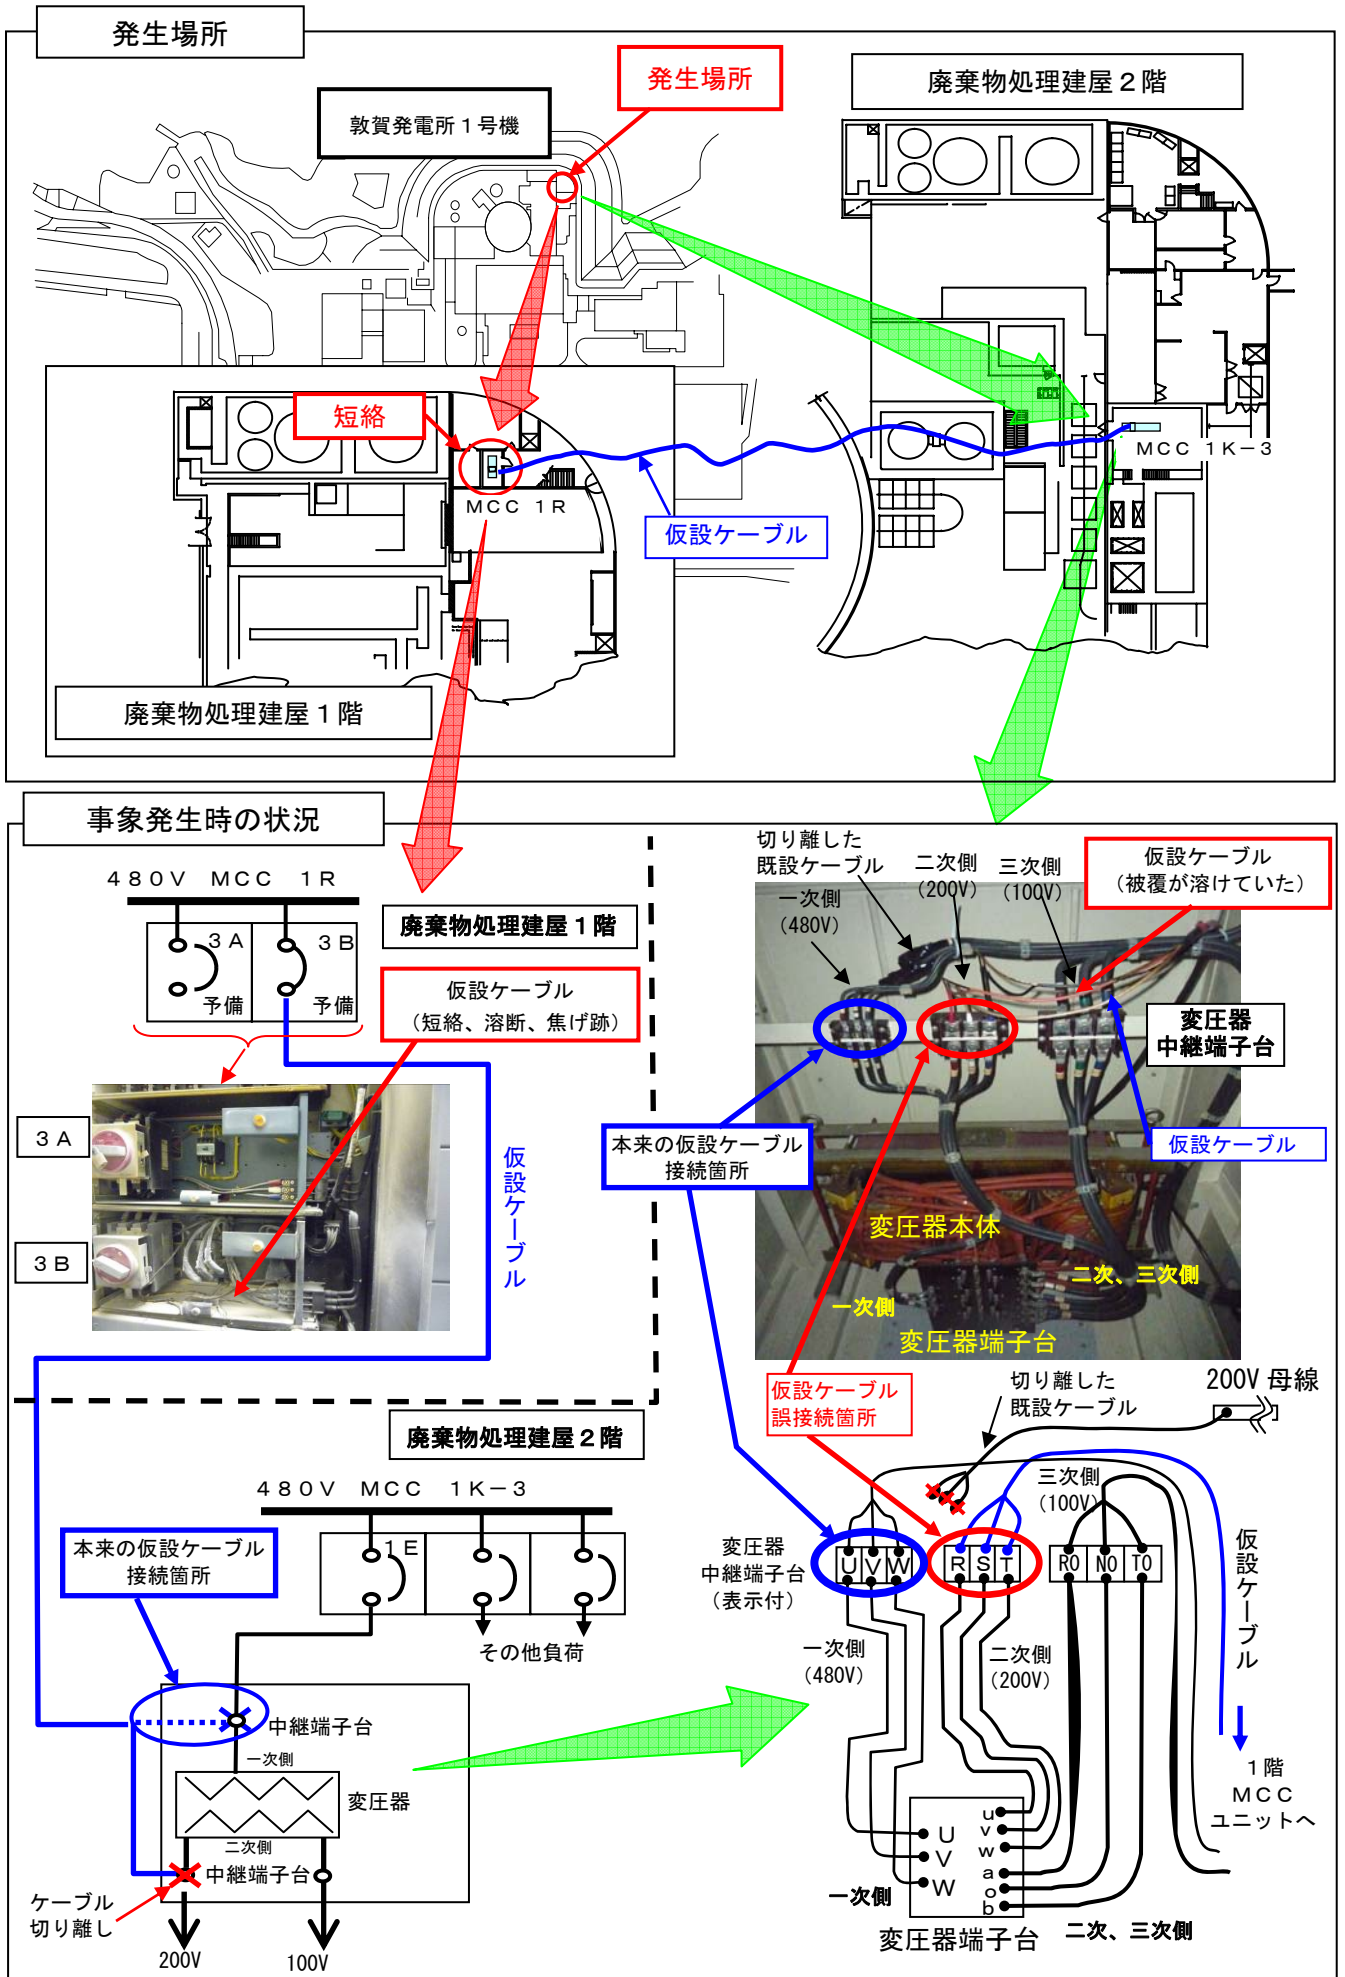 発生場所
発生場所
廃棄物処理建屋２階
敦賀発電所１号機
短絡
ＭＣＣ １Ｒ
仮設ケーブル
ＭＣＣ １Ｋ－３
廃棄物処理建屋１階
事象発生時の状況
４８０Ｖ ＭＣＣ １Ｒ
３Ａ
３Ｂ
予備
予備
廃棄物処理建屋１階
仮設ケーブル
（短絡、溶断、焦げ跡）
３Ａ
３Ｂ
仮設ケーブル
切り離した
既設ケーブル
一次側
(480V)
二次側
(200V)
三次側
(100V)
仮設ケーブル
（被覆が溶けていた）
変圧器
中継端子台
本来の仮設ケーブル
接続箇所
仮設ケーブル
変圧器本体
二次、三次側
一次側
変圧器端子台
廃棄物処理建屋２階
４８０Ｖ ＭＣＣ １Ｋ－３
１Ｅ
その他負荷
本来の仮設ケーブル
接続箇所
中継端子台
一次側
変圧器
二次側
中継端子台
ケーブル
切り離し
200V
100V
仮設ケーブル
誤接続箇所
切り離した
既設ケーブル
200V 母線
三次側
(100V)
変圧器
中継端子台
（表示付）
U V W
R S T
RO NO TO
一次側
(480V)
二次側
(200V)
仮設ケーブル
１階
ＭＣＣ
ユニットへ
U
V
W
u
v
w
a
o
b
一次側
変圧器端子台
二次、三次側